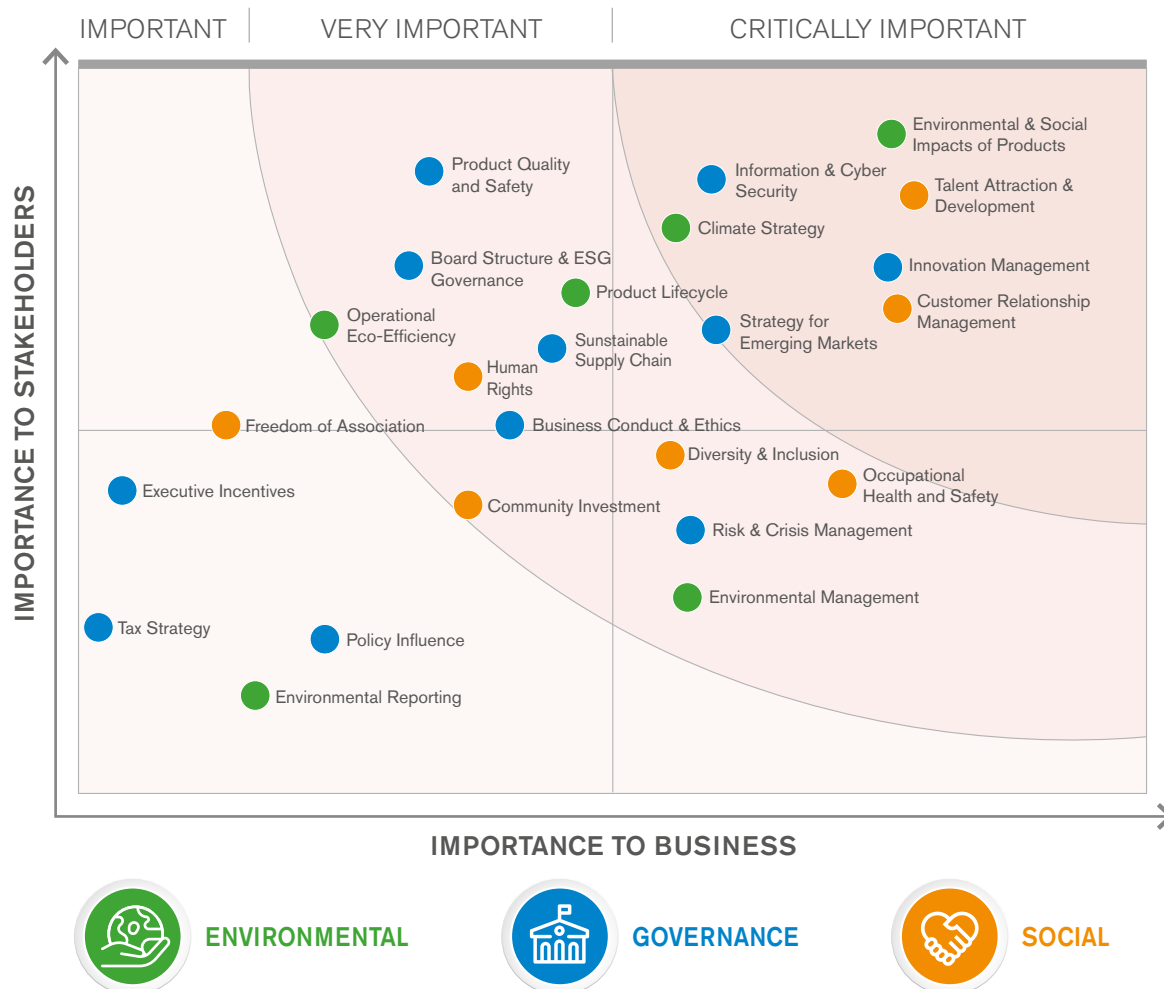 IMPORTANT
VERY IMPORTANT
CRITICALLY IMPORTANT
IMPORTANCE TO STAKEHOLDERS
Environmental & Social
Impacts of Products
Product Quality
and Safety
Information & Cyber
Security
Talent Attraction &
Development
Climate Strategy
Board Structure & ESG
Governance
Innovation Management
Product Lifecycle
Customer Relationship
Management
Operational
Eco-Efficiency
Strategy for
Emerging Markets
Sunstainable
Supply Chain
Human
Rights
Freedom of Association
Business Conduct & Ethics
Diversity & Inclusion
Occupational
Health and Safety
Executive Incentives
Community Investment
Risk & Crisis Management
Environmental Management
Tax Strategy
Policy Influence
Environmental Reporting
IMPORTANCE TO BUSINESS
ENVIRONMENTAL
GOVERNANCE
SOCIAL